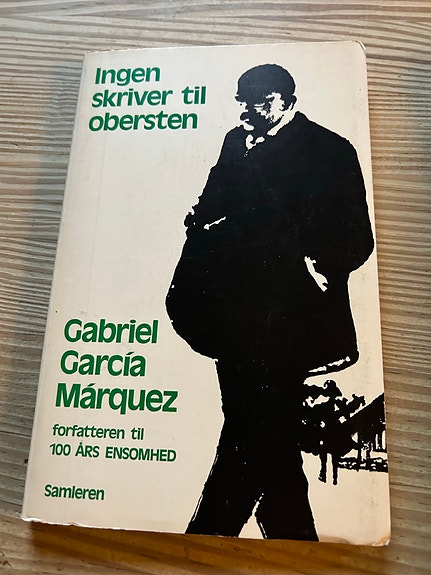 Ingen
skriver til
obersten
Gabriel
García
Márquez
forfatteren til
100 ÅRS ENSOMHED
Samleren